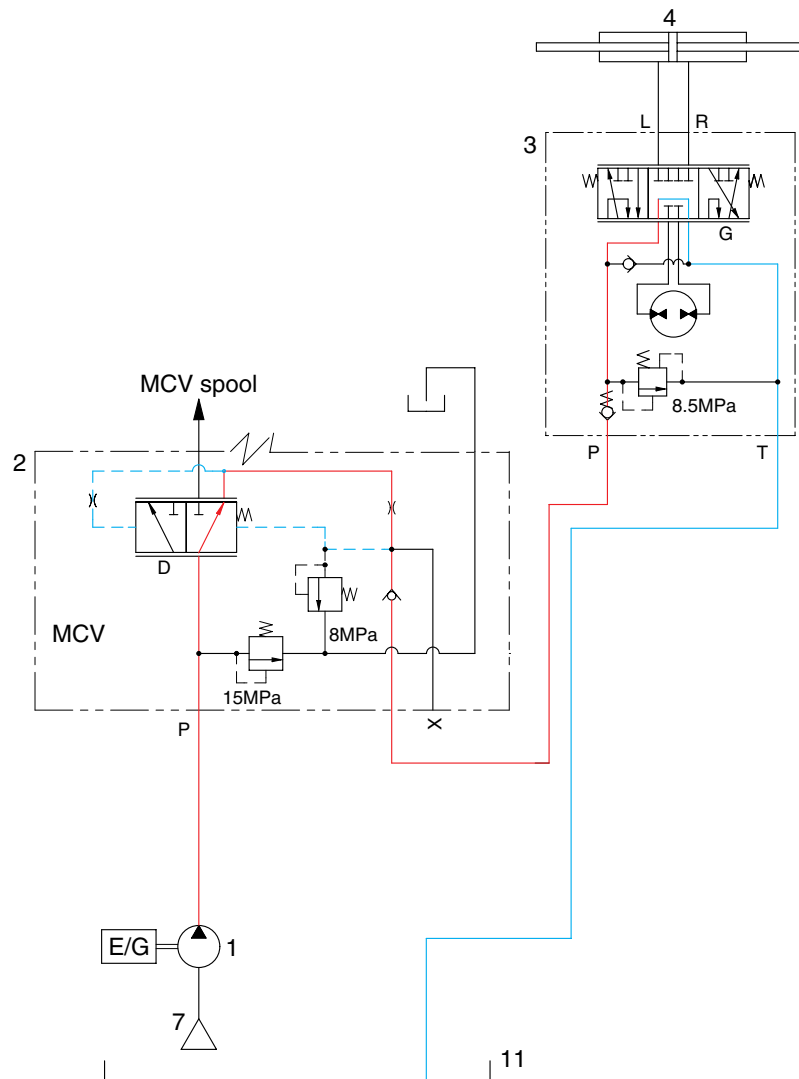 4
L R
3
G
8.5MPa
P T
MCV spool
2
D
8MPa
MCV
15MPa
P X
E/G 1
7
11